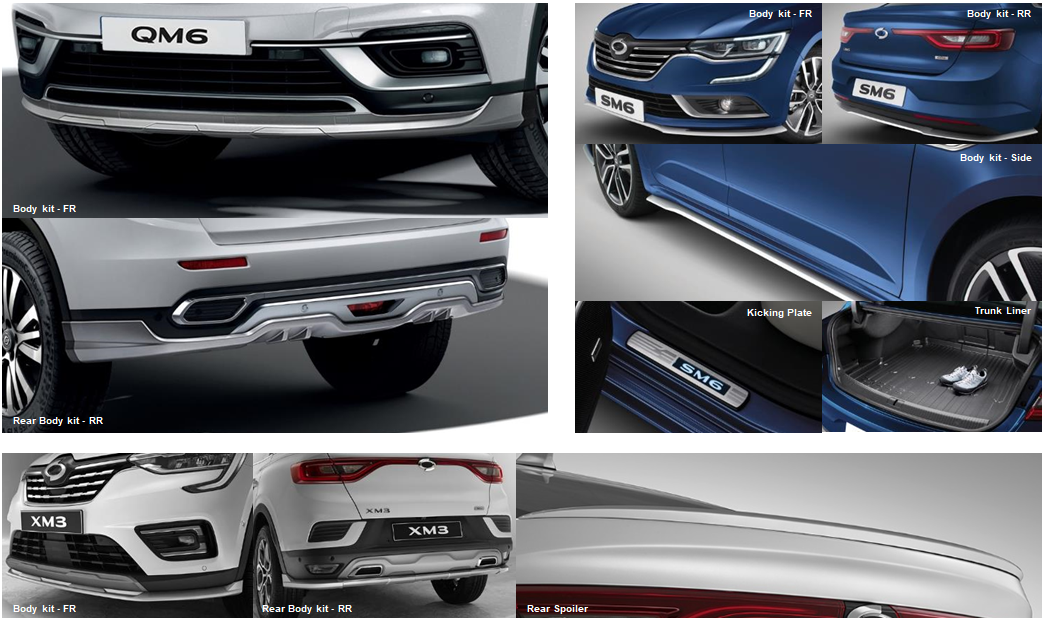 QM6
Body kit - FR
Rear Body kit - RR
Body kit - FR
SM6
Body kit - RR
SM6
Body kit - Side
Kicking Plate
SM6
Trunk Liner
XM3
Body kit - FR
XM3
XM3
Rear Body kit - RR
Rear Spoiler